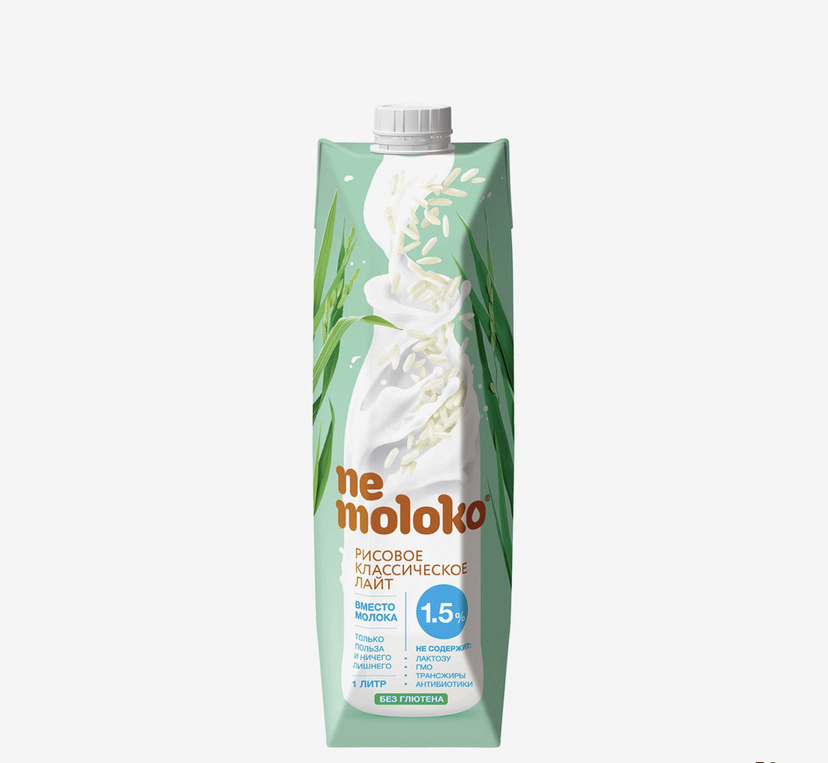 ne
moloko®
РИСОВОЕ
КЛАССИЧЕСКОЕ
ЛАЙТ
ВМЕСТО
МОЛОКА
1.5%
ТОЛЬКО
ПОЛЬЗА
И НИЧЕГО
ЛИШНЕГО
1 ЛИТР
НЕ СОДЕРЖИТ:
• ЛАКТОЗУ
• ГМО
• ТРАНСЖИРЫ
• АНТИБИОТИКИ
БЕЗ ГЛЮТЕНА